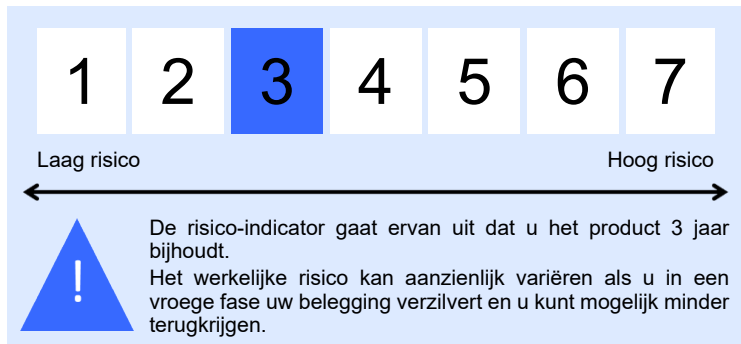 1 2 3 4 5 6 7
Laag risico Hoog risico
De risico-indicator gaat ervan uit dat u het product 3 jaar
bijhoudt.
Het werkelijke risico kan aanzienlijk variëren als u in een
vroege fase uw belegging verzilvert en u kunt mogelijk minder
terugkrijgen.
!